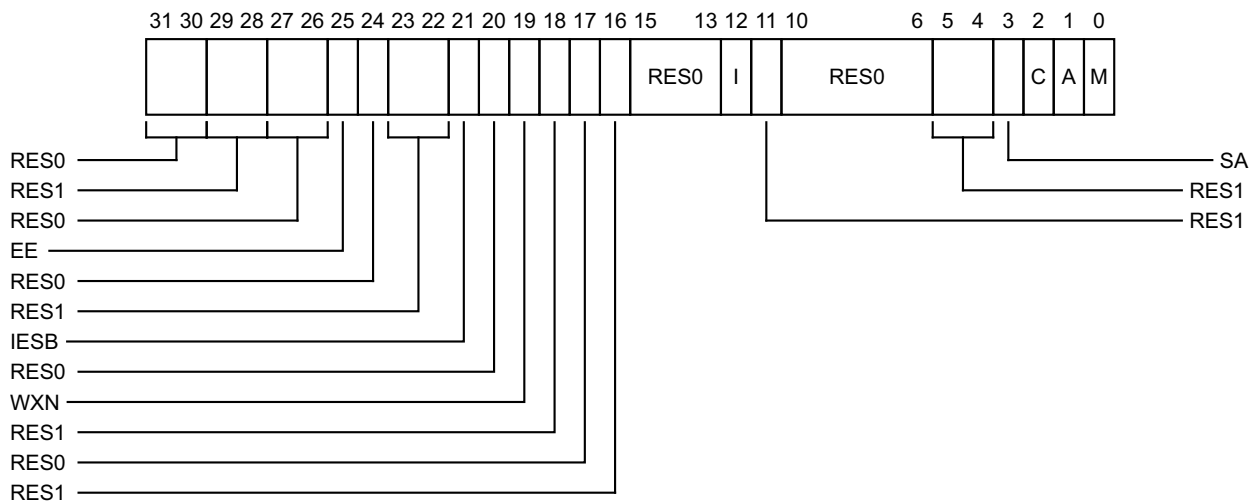 31 30 29 28 27 26 25 24 23 22 21 20 19 18 17 16 15 13 12 11 10 6 5 4 3 2 1 0
RES0 I RES0 C A M
RES0 SA
RES1 RES1
RES0 RES1
EE
RES0
RES1
IESB
RES0
WXN
RES1
RES0
RES1